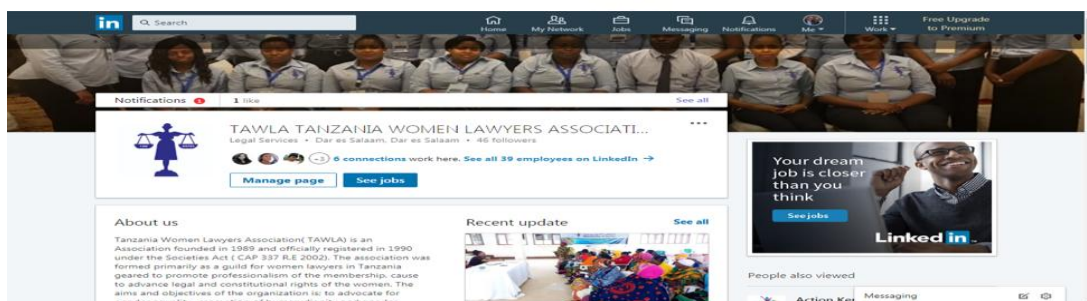 in Search
Home My Network Jobs Messaging Notifications Me Work Free Upgrade
to Premium
Notifications 1 1 like See all
TAWLA TANZANIA WOMEN LAWYERS ASSOCIATI...
Legal Services • Dar es Salaam, Dar es Salaam • 46 followers
+3 6 connections work here. See all 39 employees on LinkedIn →
Manage page See jobs
About us
Tanzania Women Lawyers Association( TAWLA) is an
Association founded in 1989 and officially registered in 1990
under the Societies Act ( CAP 337 R.E 2002). The association was
formed primarily as a guild for women lawyers in Tanzania
geared to promote professionalism of the membership, cause
to advance legal and constitutional rights of the women. The
aims and objectives of the organization is; to advocate for
Recent update See all
Your dream
job is closer
than you
think
See jobs
Linked in
People also viewed
Action
Messaging